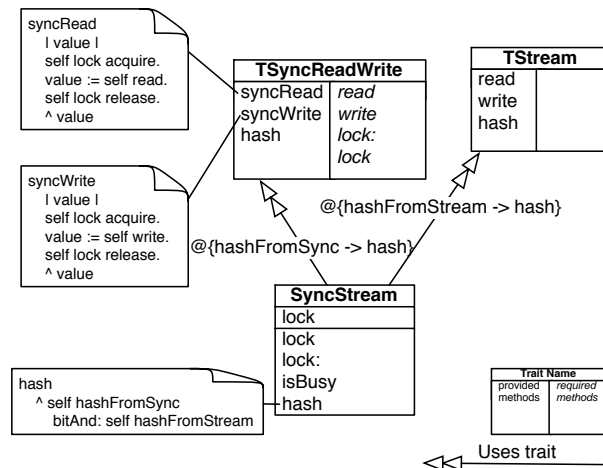 syncRead
| value |
self lock acquire.
value := self read.
self lock release.
^ value
TSyncReadWrite
syncRead
syncWrite
hash
read
write
lock:
lock
TStream
read
write
hash
syncWrite
| value |
self lock acquire.
value := self write.
self lock release.
^ value
@{hashFromStream -> hash}
@{hashFromSync -> hash}
SyncStream
lock
lock
lock:
isBusy
hash
hash
^ self hashFromSync
bitAnd: self hashFromStream
Trait Name
provided
methods
required
methods
Uses trait